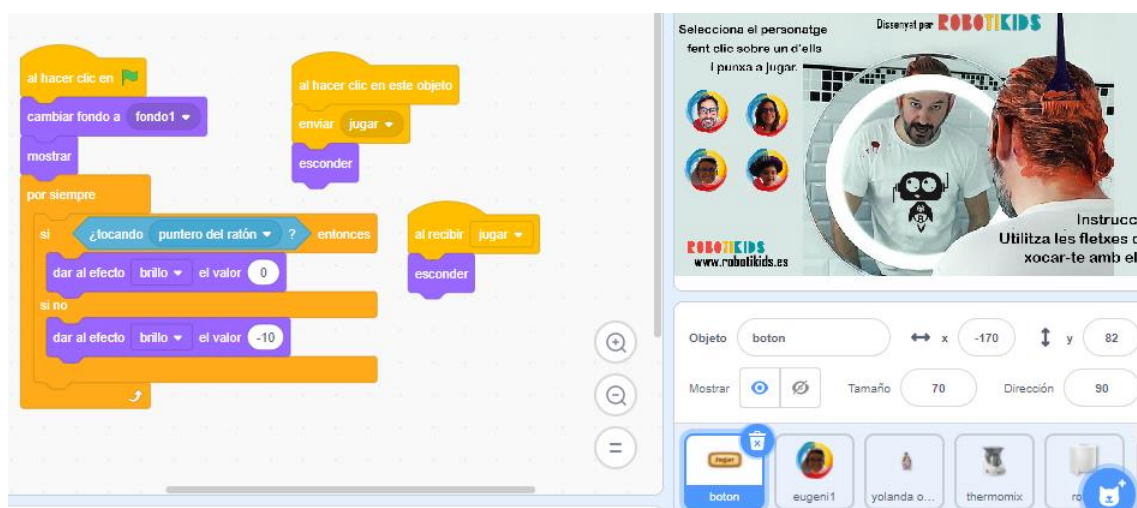 al hacer clic en
cambiar fondo a fondo1
mostrar
por siempre
si ¿tocando puntero del ratón ? entonces
dar al efecto brillo el valor 0
si no
dar al efecto brillo el valor -10
al hacer clic en este objeto
enviar jugar
esconder
al recibir jugar
esconder
Selecciona el personatge
fent clic sobre un d'ells
i punxa a jugar.
Dissenyat per ROBOTIKIDS
ROBOTIKIDS
www.robotikids.es
Instrucc
Utilitza les fletxes
xocar-te amb el
Objeto boton x -170 y 82
Mostrar Tamaño 70 Dirección 90
Jugar
boton
eugeni1
yolanda o...
thermomix